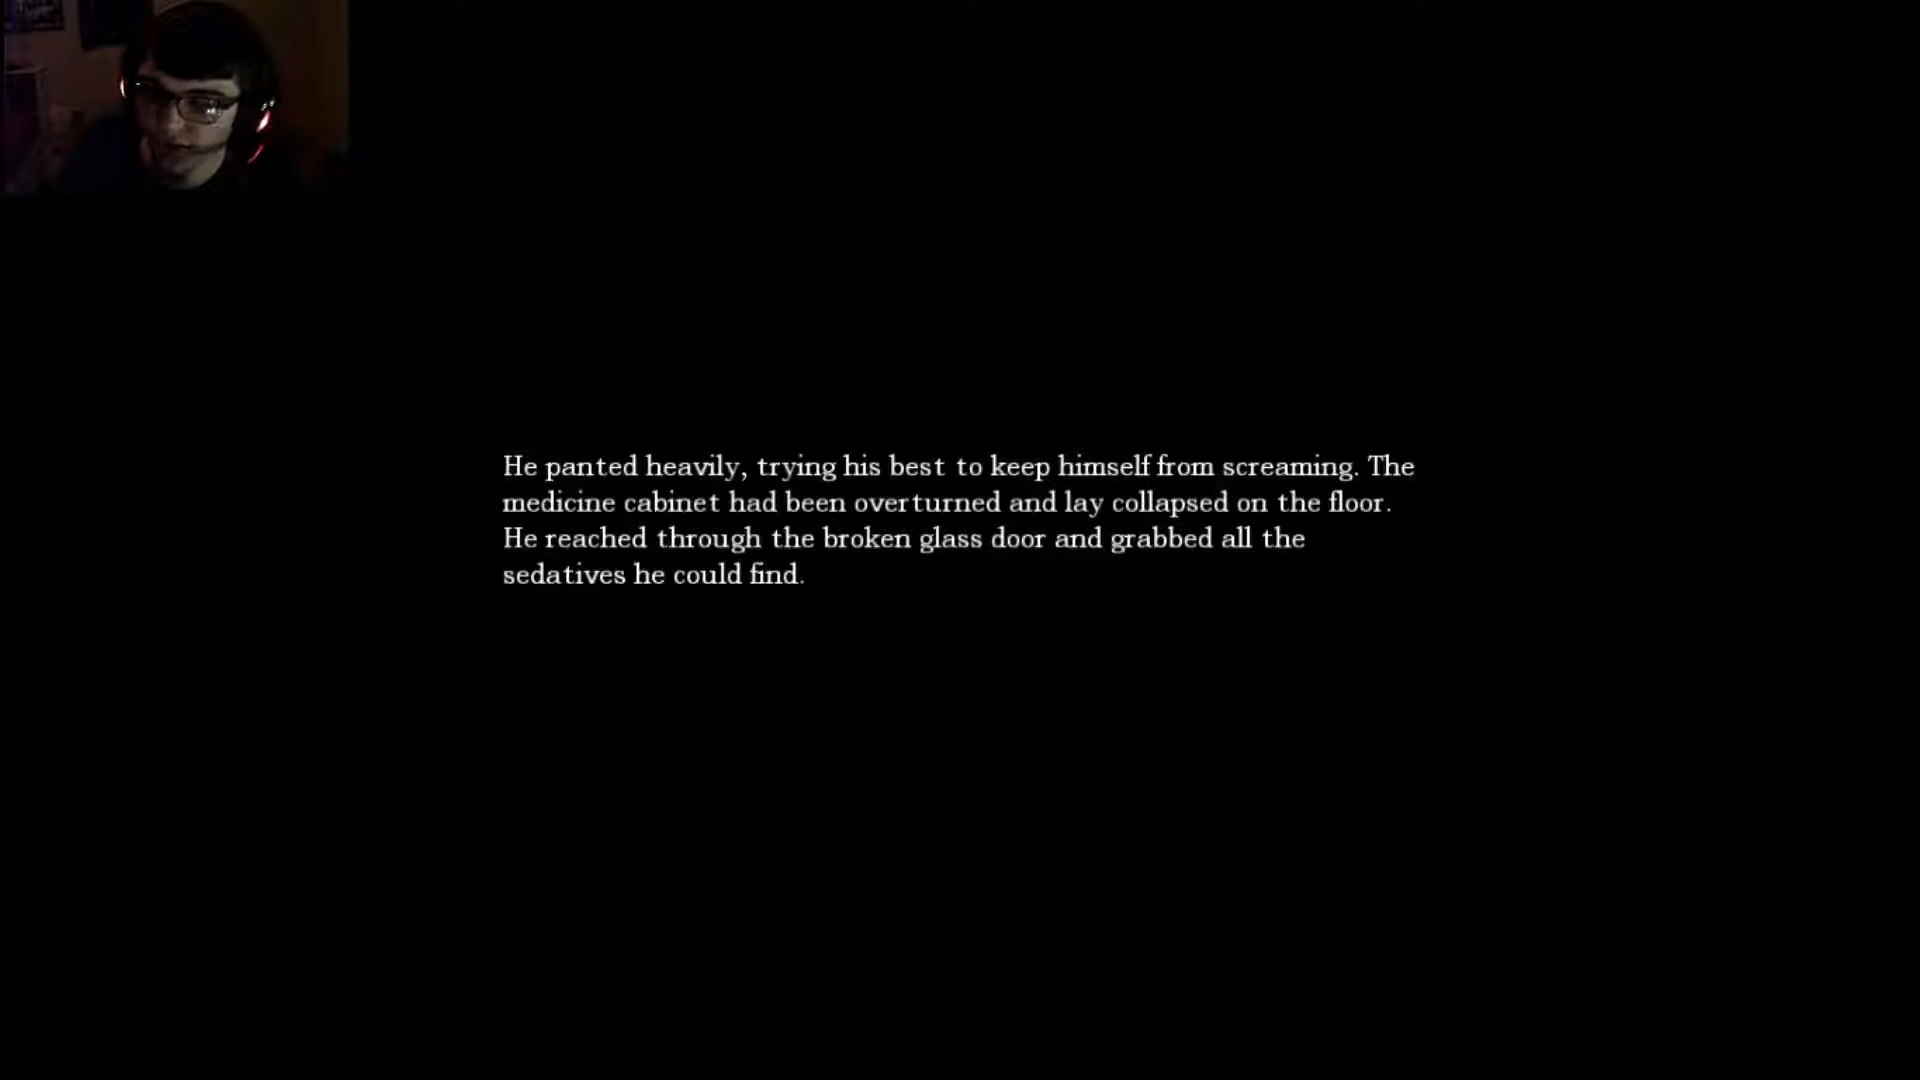 He panted heavily, trying his best to keep himself from screaming. The
medicine cabinet had been overturned and lay collapsed on the floor.
He reached through the broken glass door and grabbed all the
sedatives he could find.